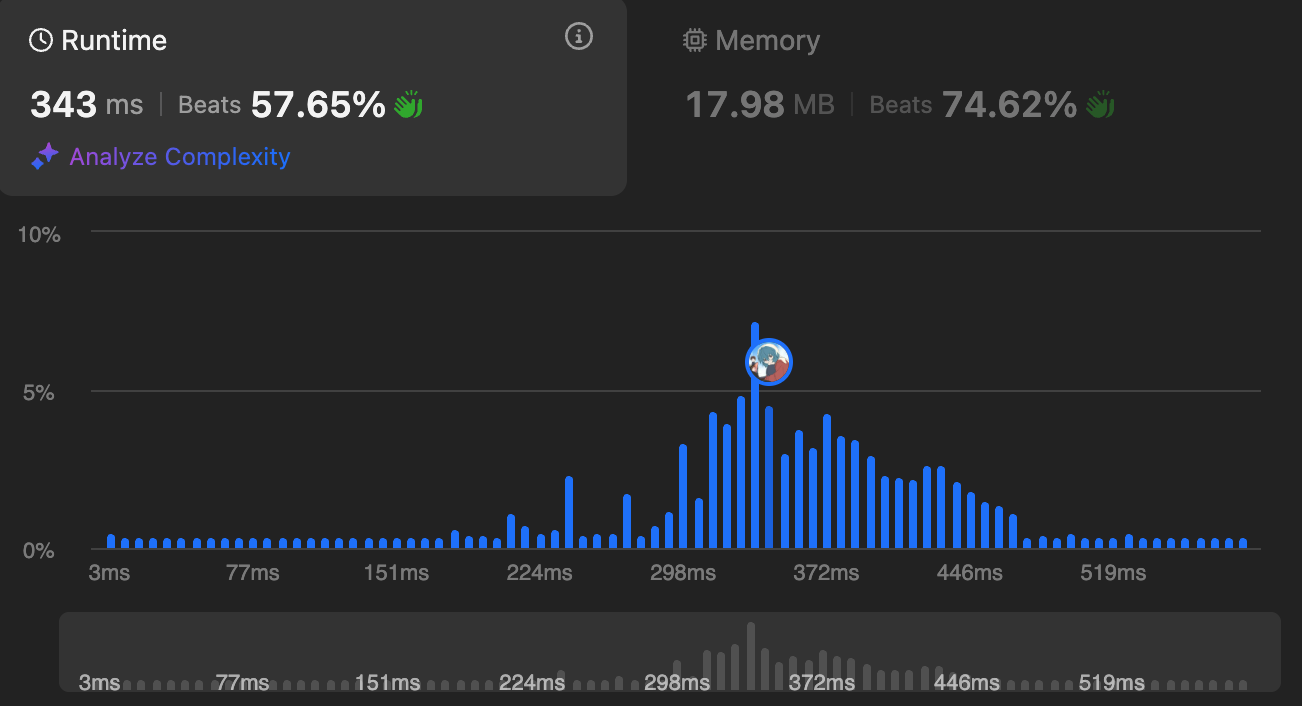 Runtime
343 ms | Beats 57.65%
Analyze Complexity
Memory
17.98 MB | Beats 74.62%
10%
5%
0%
3ms 77ms 151ms 224ms 298ms 372ms 446ms 519ms
3ms 77ms 151ms 224ms 298ms 372ms 446ms 519ms